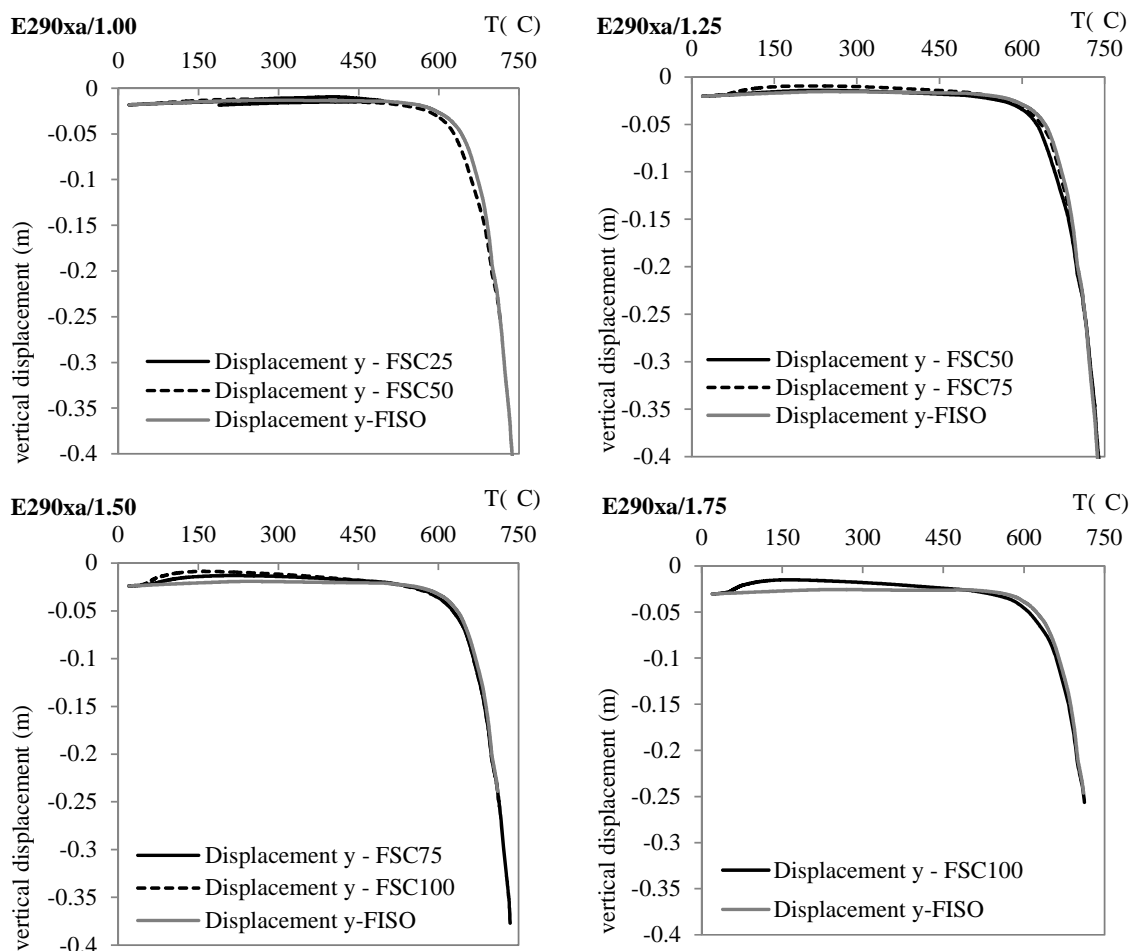 E290xa/1.00
T( C)
0 150 300 450 600 750
0
-0.05
-0.1
-0.15
-0.2
-0.25
-0.3
-0.35
-0.4
vertical displacement (m)
Displacement y - FSC25
Displacement y - FSC50
Displacement y-FISO
E290xa/1.25
T( C)
0 150 300 450 600 750
0
-0.05
-0.1
-0.15
-0.2
-0.25
-0.3
-0.35
-0.4
vertical displacement (m)
Displacement y - FSC50
Displacement y - FSC75
Displacement y-FISO
E290xa/1.50
T( C)
0 150 300 450 600 750
0
-0.05
-0.1
-0.15
-0.2
-0.25
-0.3
-0.35
-0.4
vertical displacement (m)
Displacement y - FSC75
Displacement y - FSC100
Displacement y-FISO
E290xa/1.75
T( C)
0 150 300 450 600 750
0
-0.05
-0.1
-0.15
-0.2
-0.25
-0.3
-0.35
-0.4
vertical displacement (m)
Displacement y - FSC100
Displacement y-FISO